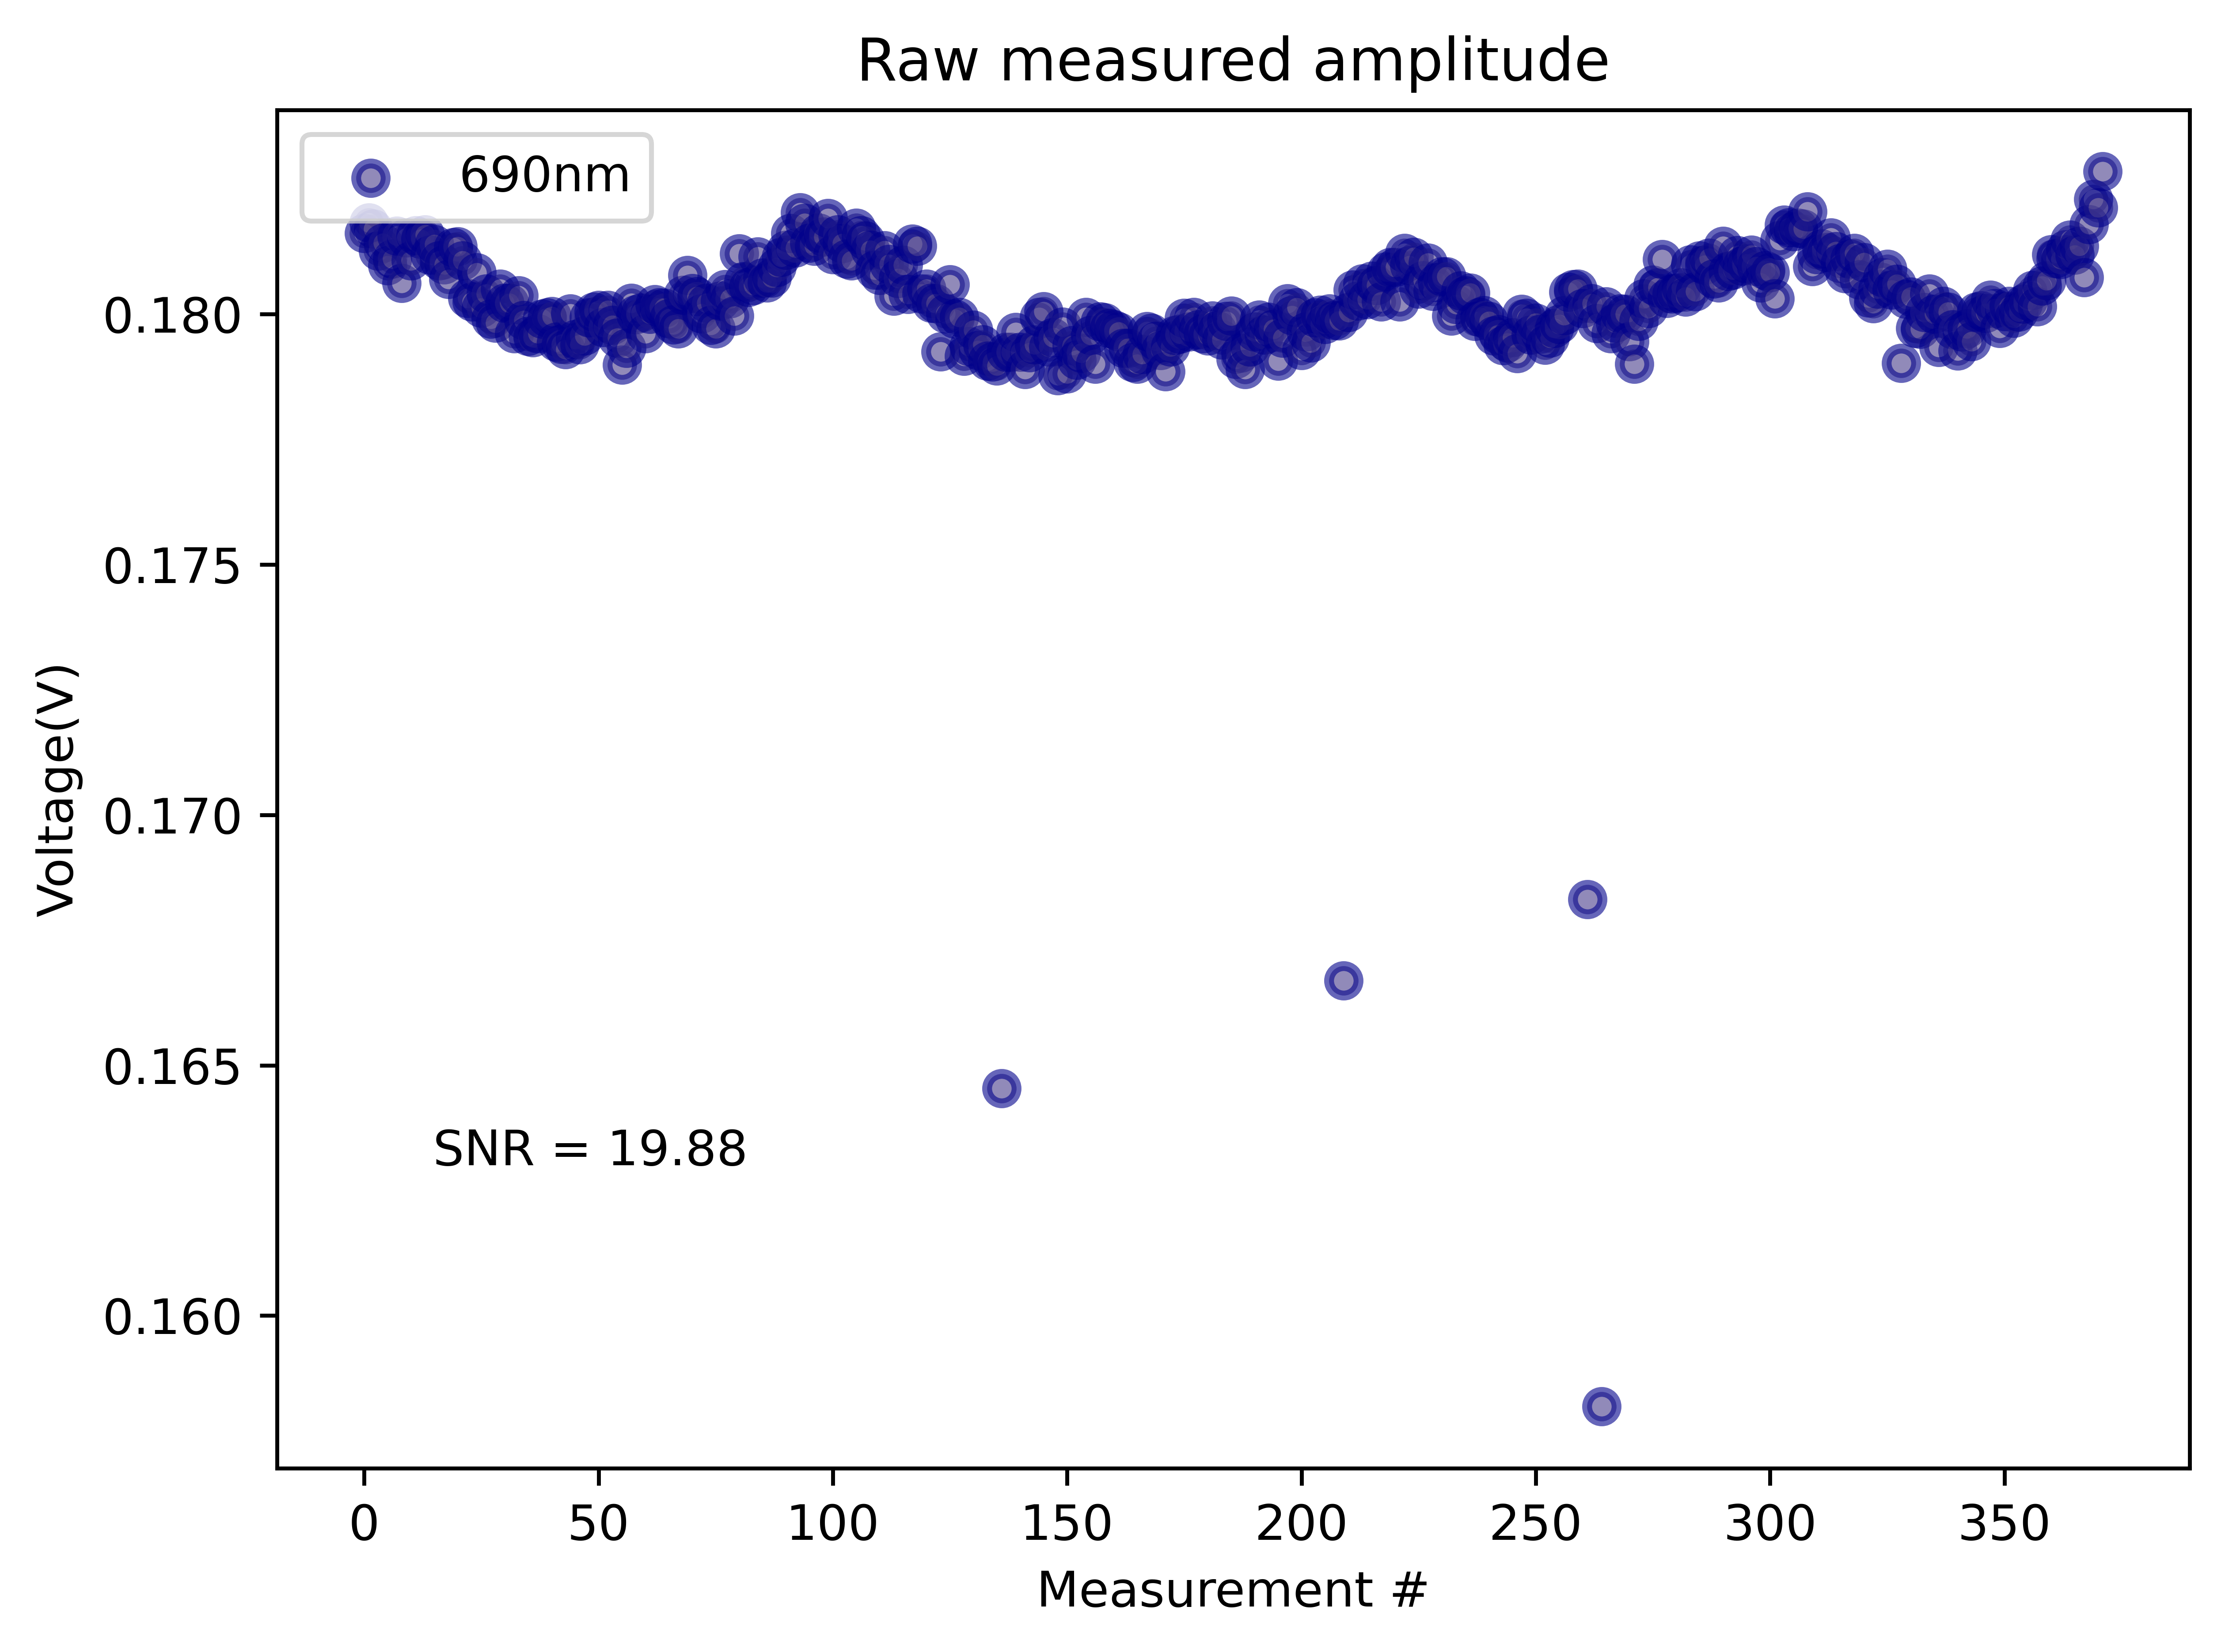 Raw measured amplitude
690nm
0.180
0.175
0.170
0.165
0.160
Voltage(V)
SNR = 19.88
0 50 100 150 200 250 300 350
Measurement #